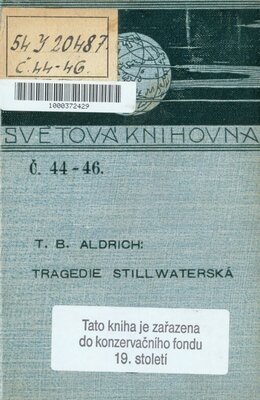 54 J 20487.
Č. 44-46.
1000372429
SVĚTOVÁ KNIHOVNA
Č. 44-46.
T. B. ALDRICH:
TRAGEDIE STILLWATERSKÁ
Tato kniha je zařazena
do konzervačního fondu
19. století